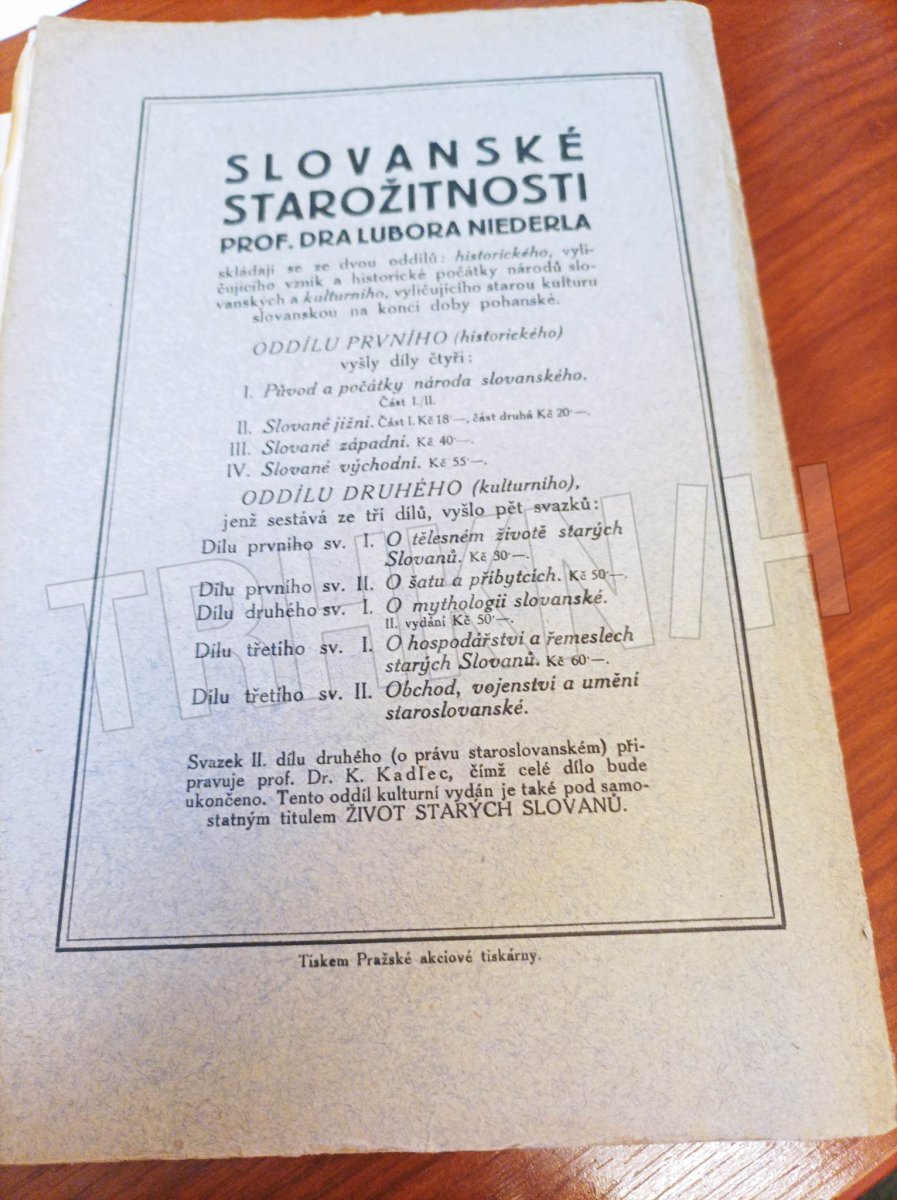 SLOVANSKÉ
STAROŽITNOSTI
PROF. DRA LUBORA NIEDERLA
skládají se ze dvou oddílů: historického, vyli-
čujícího vznik a historické počátky národů slo-
vanských a kulturního, vyličujícího starou kulturu
slovanskou na konci doby pohanské.
ODDÍLU PRVNÍHO (historického)
vyšly díly čtyři:
I. Původ a počátky národa slovanského.
Část I./II.
II. Slované jižní. Část I. Kč 18·—, část druhá Kč 20·—.
III. Slované západní. Kč 40·—.
IV. Slované východní. Kč 55·—.
ODDÍLU DRUHÉHO (kulturního),
jenž sestává ze tří dílů, vyšlo pět svazků:
Dílu prvního sv. I. O tělesném životě starých
Slovanů. Kč 30·—.
Dílu prvního sv. II. O šatu a příbytcích. Kč 50·—.
Dílu druhého sv. I. O mythologii slovanské.
II. vydání Kč 50·—.
Dílu třetího sv. I. O hospodářství a řemeslech
starých Slovanů. Kč 60·—.
Dílu třetího sv. II. Obchod, vojenství a umění
staroslovanské.
Svazek II. dílu druhého (o právu staroslovanském) při-
pravuje prof. Dr. K. Kadlec, čímž celé dílo bude
ukončeno. Tento oddíl kulturní vydán je také pod samo-
statným titulem ŽIVOT STARÝCH SLOVANŮ.
Tiskem Pražské akciové tiskárny.
TRHKNIH